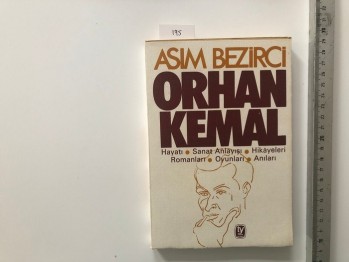 195
ASIM BEZİRCİ
ORHAN
KEMAL
Hayatı • Sanat Anlayışı • Hikâyeleri
Romanları • Oyunları • Anıları